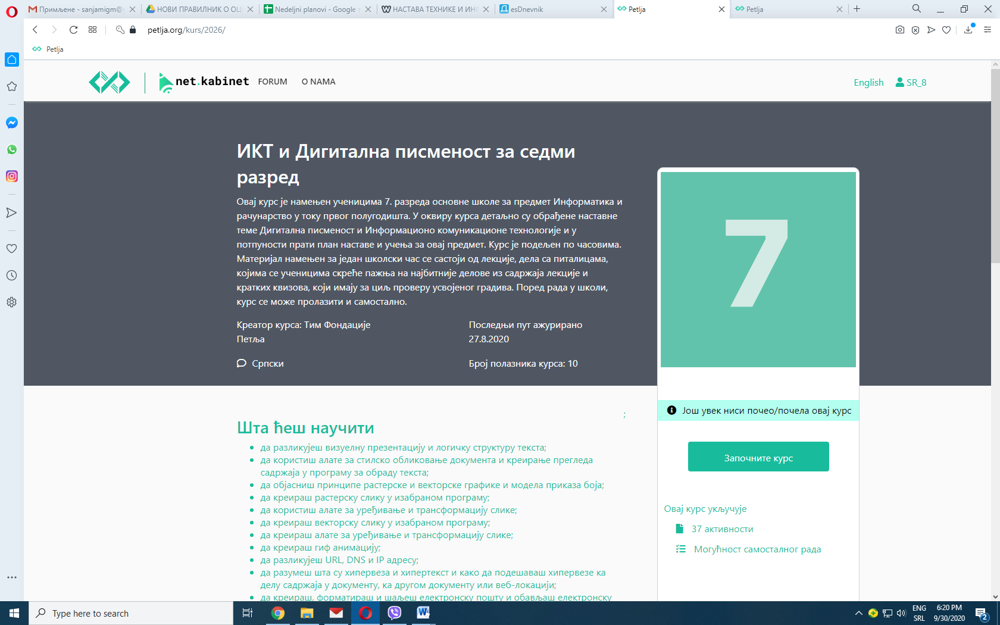 Примљене - sanjamigm@
НОВИ ПРАВИЛНИК О ОЦ
Nedeljni planovi - Google
НАСТАВА ТЕХНИКЕ И ИН
esDnevnik
Petlja
Petlja
petlja.org/kurs/2026/
Petlja
net.kabinet
FORUM
O NAMA
English
SR_8
ИКТ и Дигитална писменост за седми
разред
Овај курс је намењен ученицима 7. разреда основне школе за предмет Информатика и
рачунарство у току првог полугодишта. У оквиру курса детаљно су обрађене наставне
теме Дигитална писменост и Информационо комуникационе технологије и у
потпуности прати план наставе и учења за овај предмет. Курс је подељен по часовима.
Материјал намењен за један школски час се састоји од лекције, дела са питалицама,
којима се ученицима скреће пажња на најбитније делове из садржаја лекције и
кратких квизова, који имају за циљ проверу усвојеног градива. Поред рада у школи,
курс се може пролазити и самостално.
Креатор курса: Тим Фондације
Петља
Последњи пут ажурирано
27.8.2020
Српски
Број полазника курса: 10
7
Још увек ниси почео/почела овај курс
Започните курс
Овај курс укључује
37 активности
Могућност самосталног рада
;
Шта ћеш научити
да разликујеш визуелну презентацију и логичку структуру текста;
да користиш алате за стилско обликовање документа и креирање прегледа
садржаја у програму за обраду текста;
да објасниш принципе растерске и векторске графике и модела приказа боја;
да креираш растерску слику у изабраном програму;
да користиш алате за уређивање и трансформацију слике;
да креираш векторску слику у изабраном програму;
да креираш алате за уређивање и трансформацију слике;
да креираш гиф анимацију;
да разликујеш URL, DNS и IP адресу;
да разумеш шта су хипервеза и хипертекст и како да подешаваш хипервезе ка
делу садржаја у документу, ка другом документу или веб-локацији;
да креираш, форматираш и шаљеш електронску пошту и обављаш електронску
Type here to search
ENG
SRL
6:20 PM
9/30/2020
2